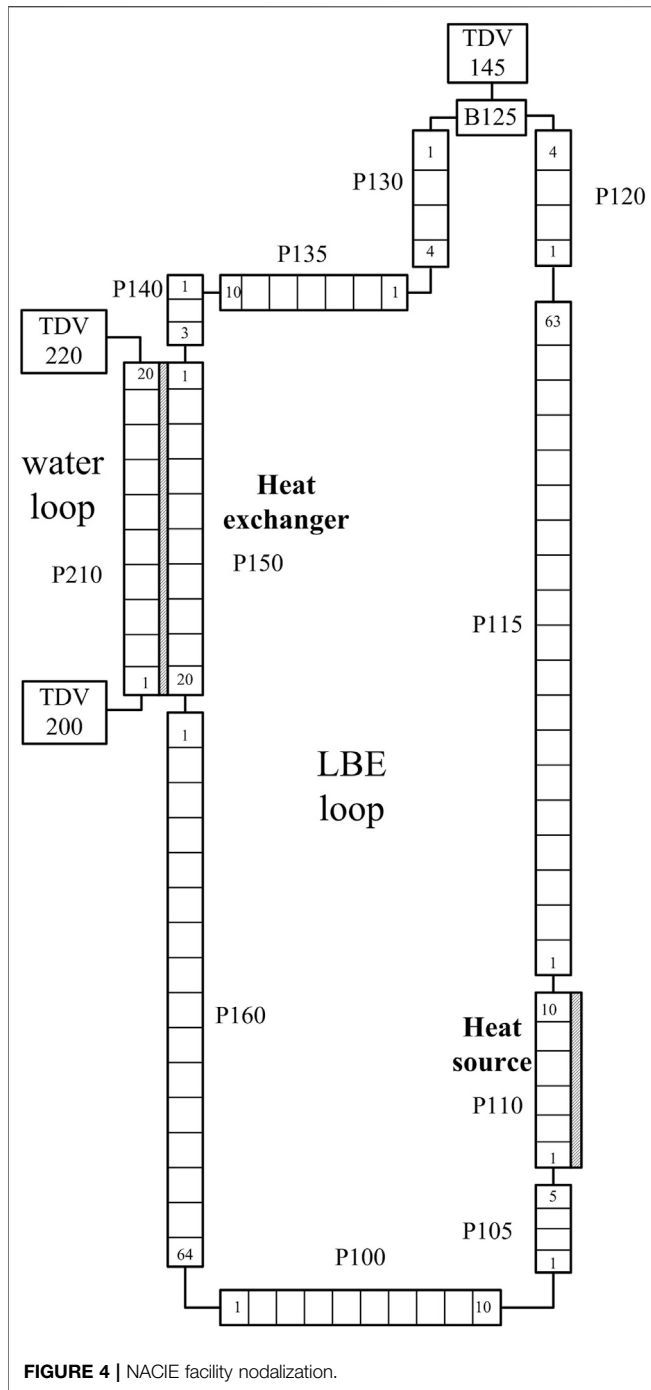 TDV
145
B125
1
4
P130
P120
4
1
P135
P140
1
10
1
3
63
TDV
220
20
1
water
loop
Heat
exchanger
P210
P150
P115
1
20
TDV
200
1
LBE
loop
1
10
P160
Heat
source
P110
1
5
P105
64
P100
1
1
10
FIGURE 4 | NACIE facility nodalization.